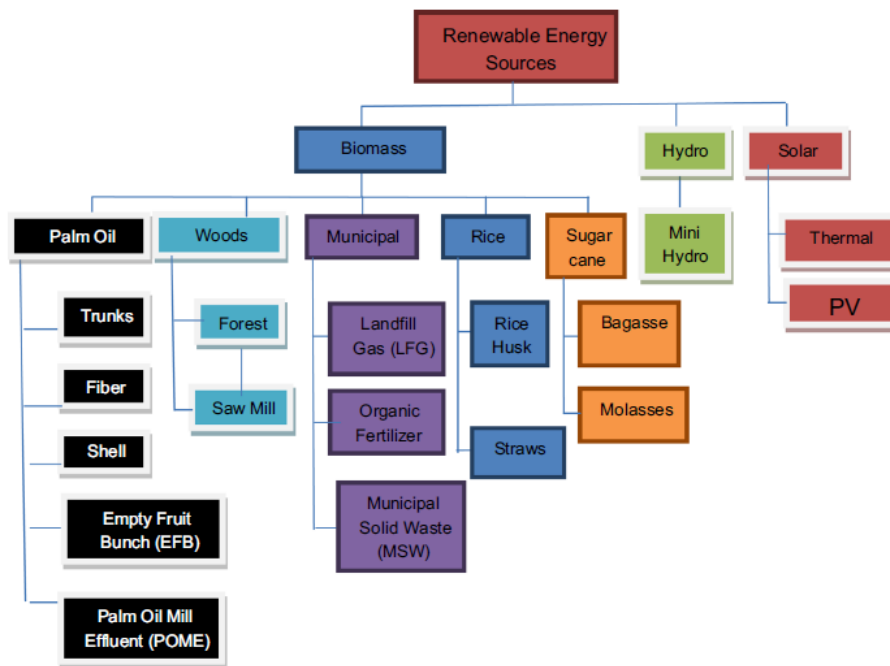 Renewable Energy
Sources
Biomass
Hydro
Solar
Palm Oil
Woods
Municipal
Rice
Sugar
cane
Mini
Hydro
Thermal
PV
Trunks
Fiber
Shell
Empty Fruit
Bunch (EFB)
Palm Oil Mill
Effluent (POME)
Forest
Saw Mill
Landfill
Gas (LFG)
Organic
Fertilizer
Municipal
Solid Waste
(MSW)
Rice
Husk
Straws
Bagasse
Molasses